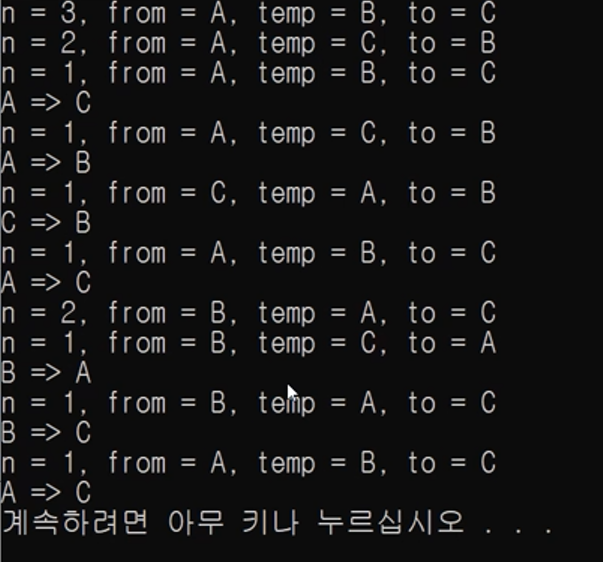 n = 3, from = A, temp = B, to = C
n = 2, from = A, temp = C, to = B
n = 1, from = A, temp = B, to = C
A => C
n = 1, from = A, temp = C, to = B
A => B
n = 1, from = C, temp = A, to = B
C => B
n = 1, from = A, temp = B, to = C
A => C
n = 2, from = B, temp = A, to = C
n = 1, from = B, temp = C, to = A
B => A
n = 1, from = B, temp = A, to = C
B => C
n = 1, from = A, temp = B, to = C
A => C
계속하려면 아무 키나 누르십시오 . . .